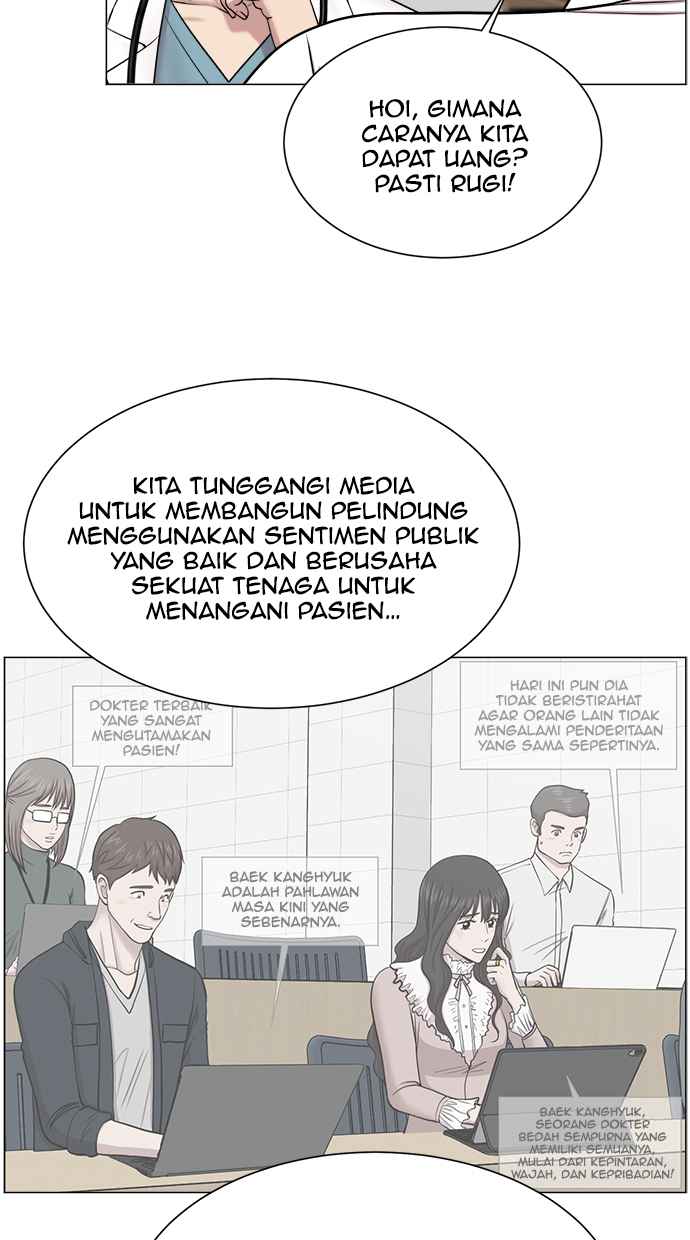 HOI, GIMANA
CARANYA KITA
DAPAT UANG?
PASTI RUGI!
KITA TUNGGANGI MEDIA
UNTUK MEMBANGUN PELINDUNG
MENGGUNAKAN SENTIMEN PUBLIK
YANG BAIK DAN BERUSAHA
SEKUAT TENAGA UNTUK
MENANGANI PASIEN...
DOKTER TERBAIK
YANG SANGAT
MENGUTAMAKAN
PASIEN!
HARI INI PUN DIA
TIDAK BERISTIRAHAT
AGAR ORANG LAIN TIDAK
MENGALAMI PENDERITAAN
YANG SAMA SEPERTINYA.
BAEK KANGHYUK
ADALAH PAHLAWAN
MASA KINI YANG
SEBENARNYA.
BAEK KANGHYUK,
SEORANG DOKTER
BEDAH SEMPURNA YANG
MEMILIKI SEMUANYA,
MULAI DARI KEPINTARAN,
WAJAH, DAN KEPRIBADIAN!